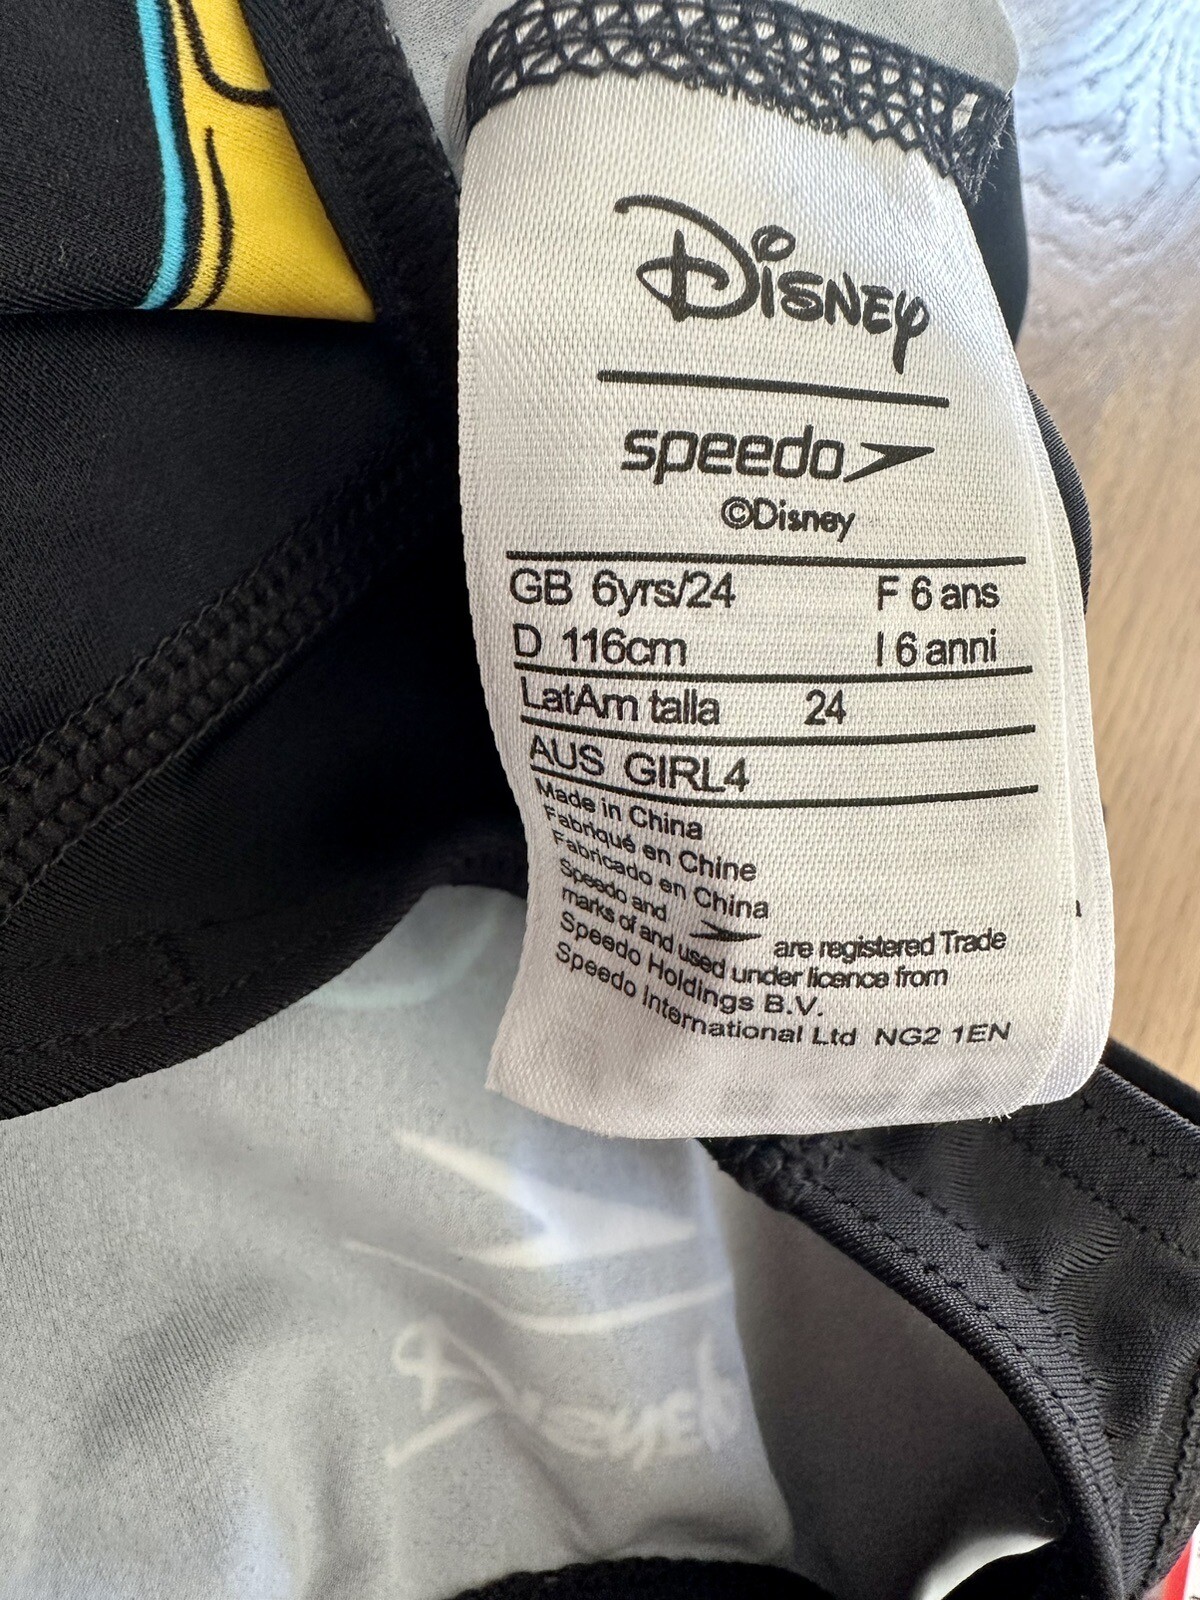 Disney
speedo
©Disney
GB 6yrs/24 F 6 ans
D 116cm I 6 anni
LatAm talla 24
AUS GIRL4
Made in China
Fabriqué en Chine
Fabricado en China
Speedo and are registered Trade
marks of and used under licence from
Speedo Holdings B.V.
Speedo International Ltd NG2 1EN
Disney